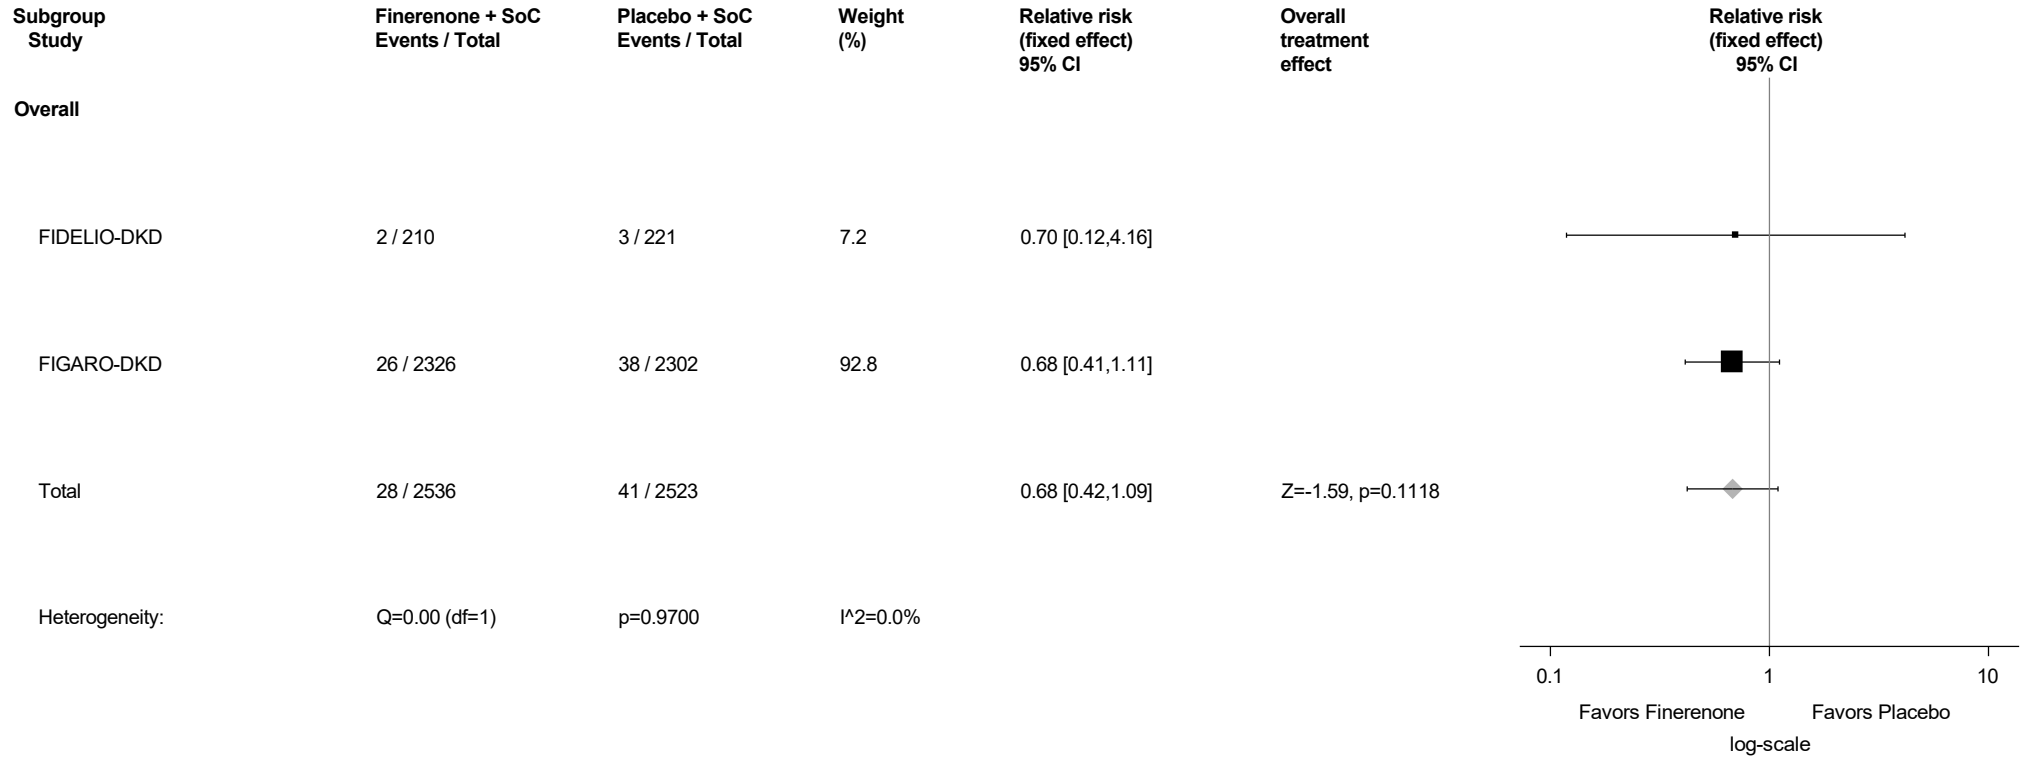 Subgroup Finerenone + SoC Placebo + SoC Weight Relative risk Overall Relative risk
Study Events / Total Events / Total (%) (fixed effect) treatment (fixed effect)
95% CI effect 95% CI
Overall
FIDELIO-DKD 2 / 210 3 / 221 7.2 0.70 [0.12,4.16]
FIGARO-DKD 26 / 2326 38 / 2302 92.8 0.68 [0.41,1.11]
Total 28 / 2536 41 / 2523 0.68 [0.42,1.09] Z=-1.59, p=0.1118
Heterogeneity: Q=0.00 (df=1) p=0.9700 I^2=0.0%
0.1 1 10
Favors Finerenone Favors Placebo
log-scale